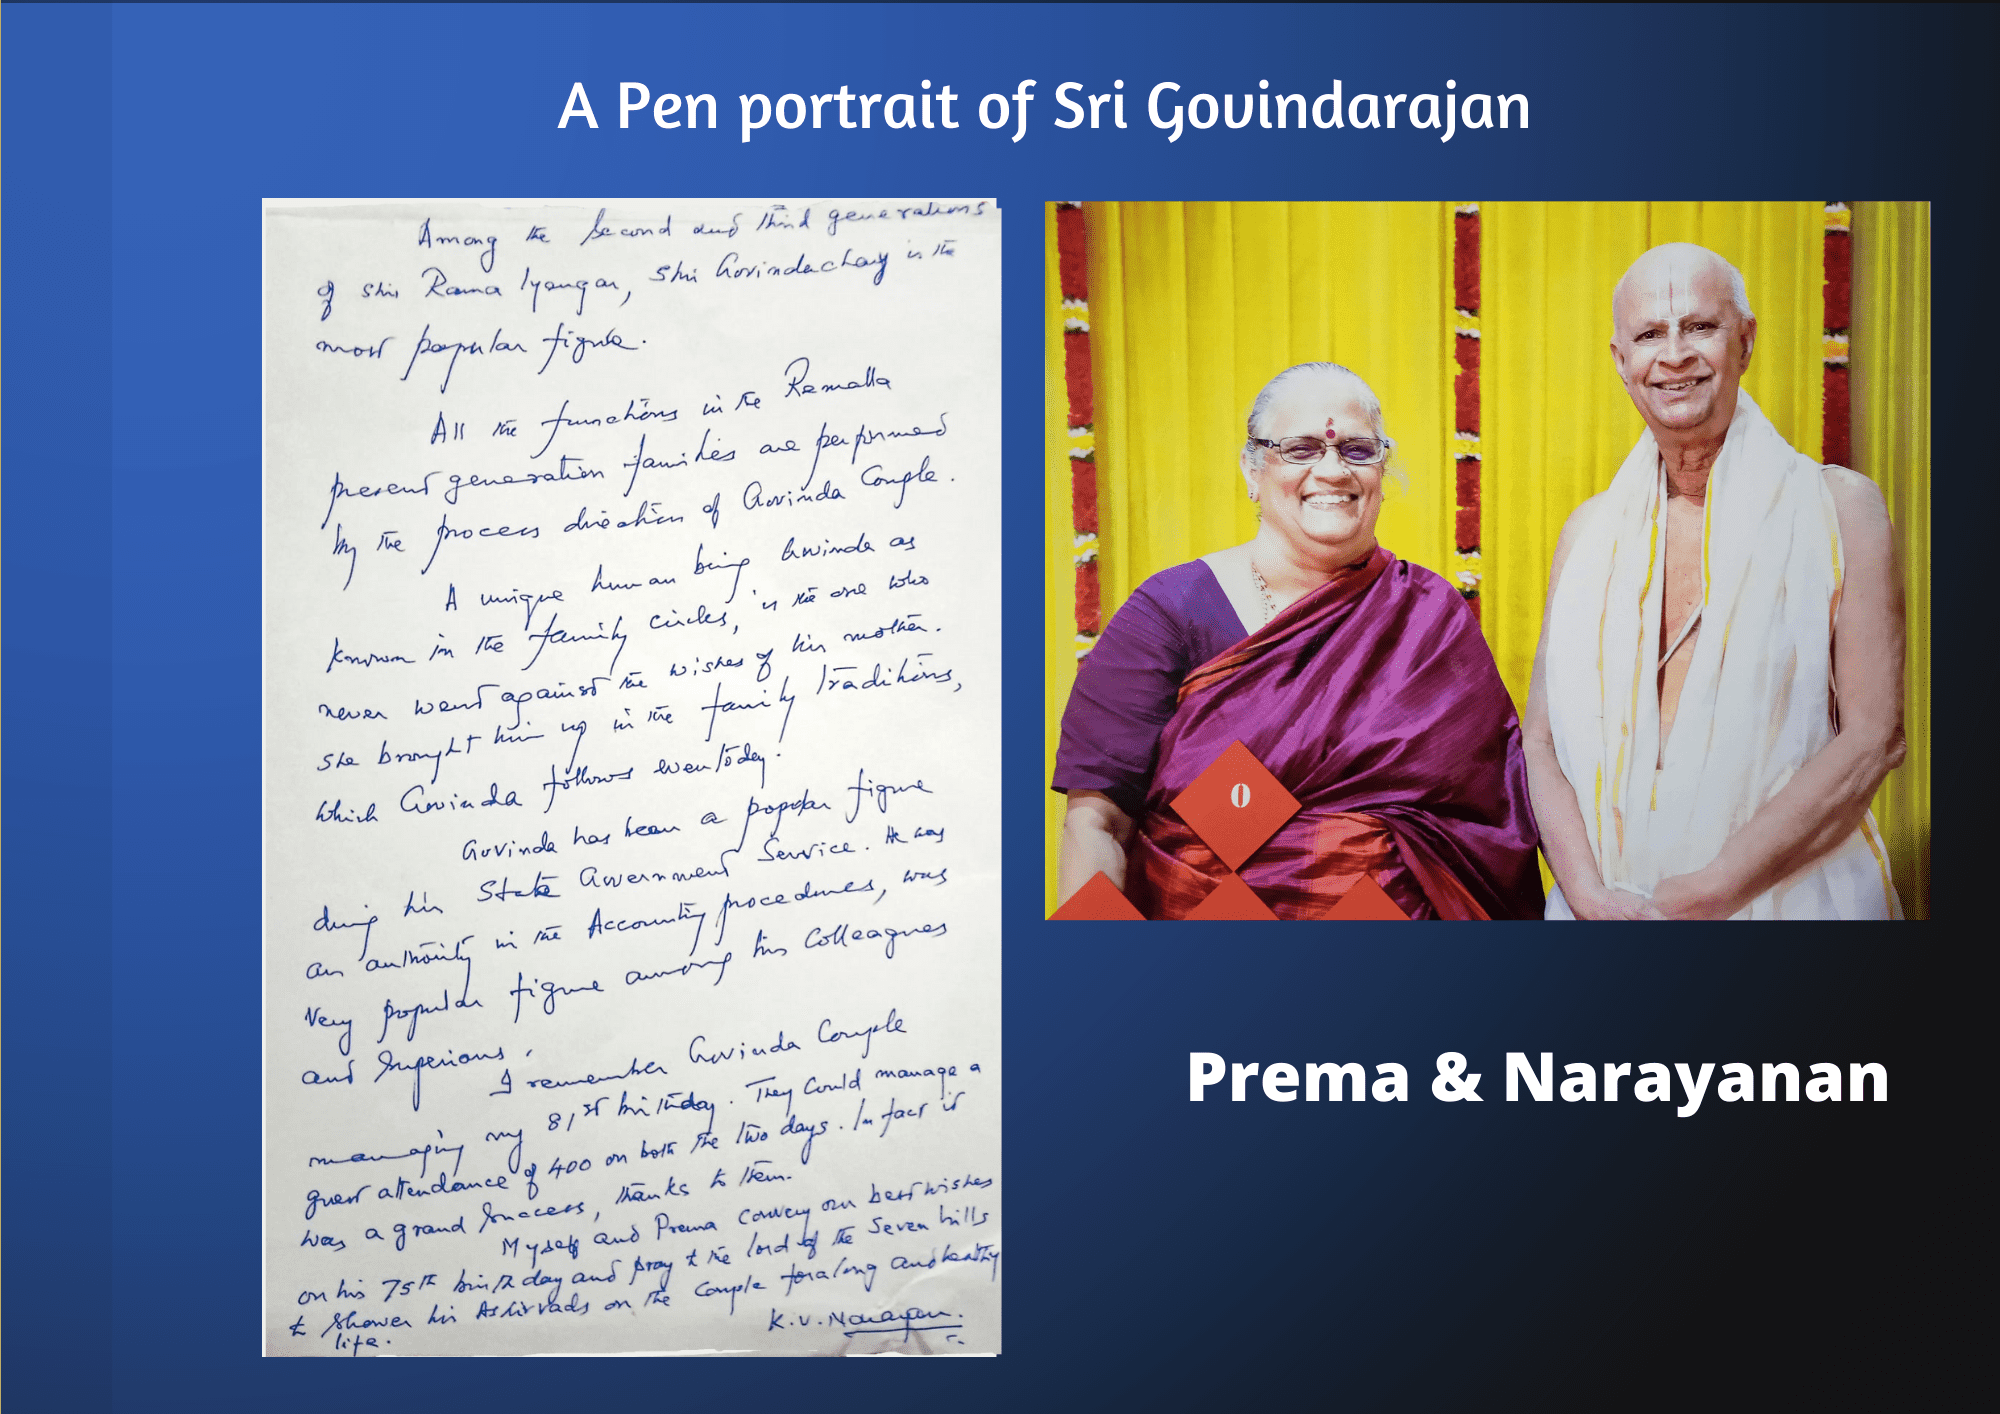 A Pen portrait of Sri Govindarajan
Among the Second and third generations
of Shri Rama Iyengar, Shri Govindachary is the
most popular figure.
All the functions in the
present generation families are performed
by the process direction of Govinda Couple.
A unique human being Govinda as
known in the family circles, is the one who
never went against the wishes of his mother.
She brought him up in the family traditions,
which Govinda follows even today.
Govinda has been a popular figure
during his State Government Service. He was
an authority in the Accounting procedures, was
very popular figure among his Colleagues
and Superiors.
I remember Govinda Couple
managing my 81st birthday. They Could manage a
guest attendance of 400 on both the two days. In fact it
was a grand Success, thanks to them.
Myself and Prema convey our best wishes
on his 75th birthday and pray to the lord of the Seven hills
to Shower his Ashirvads on the Couple for a long and healthy
life.
K.V. Narayan.
0
Prema & Narayanan